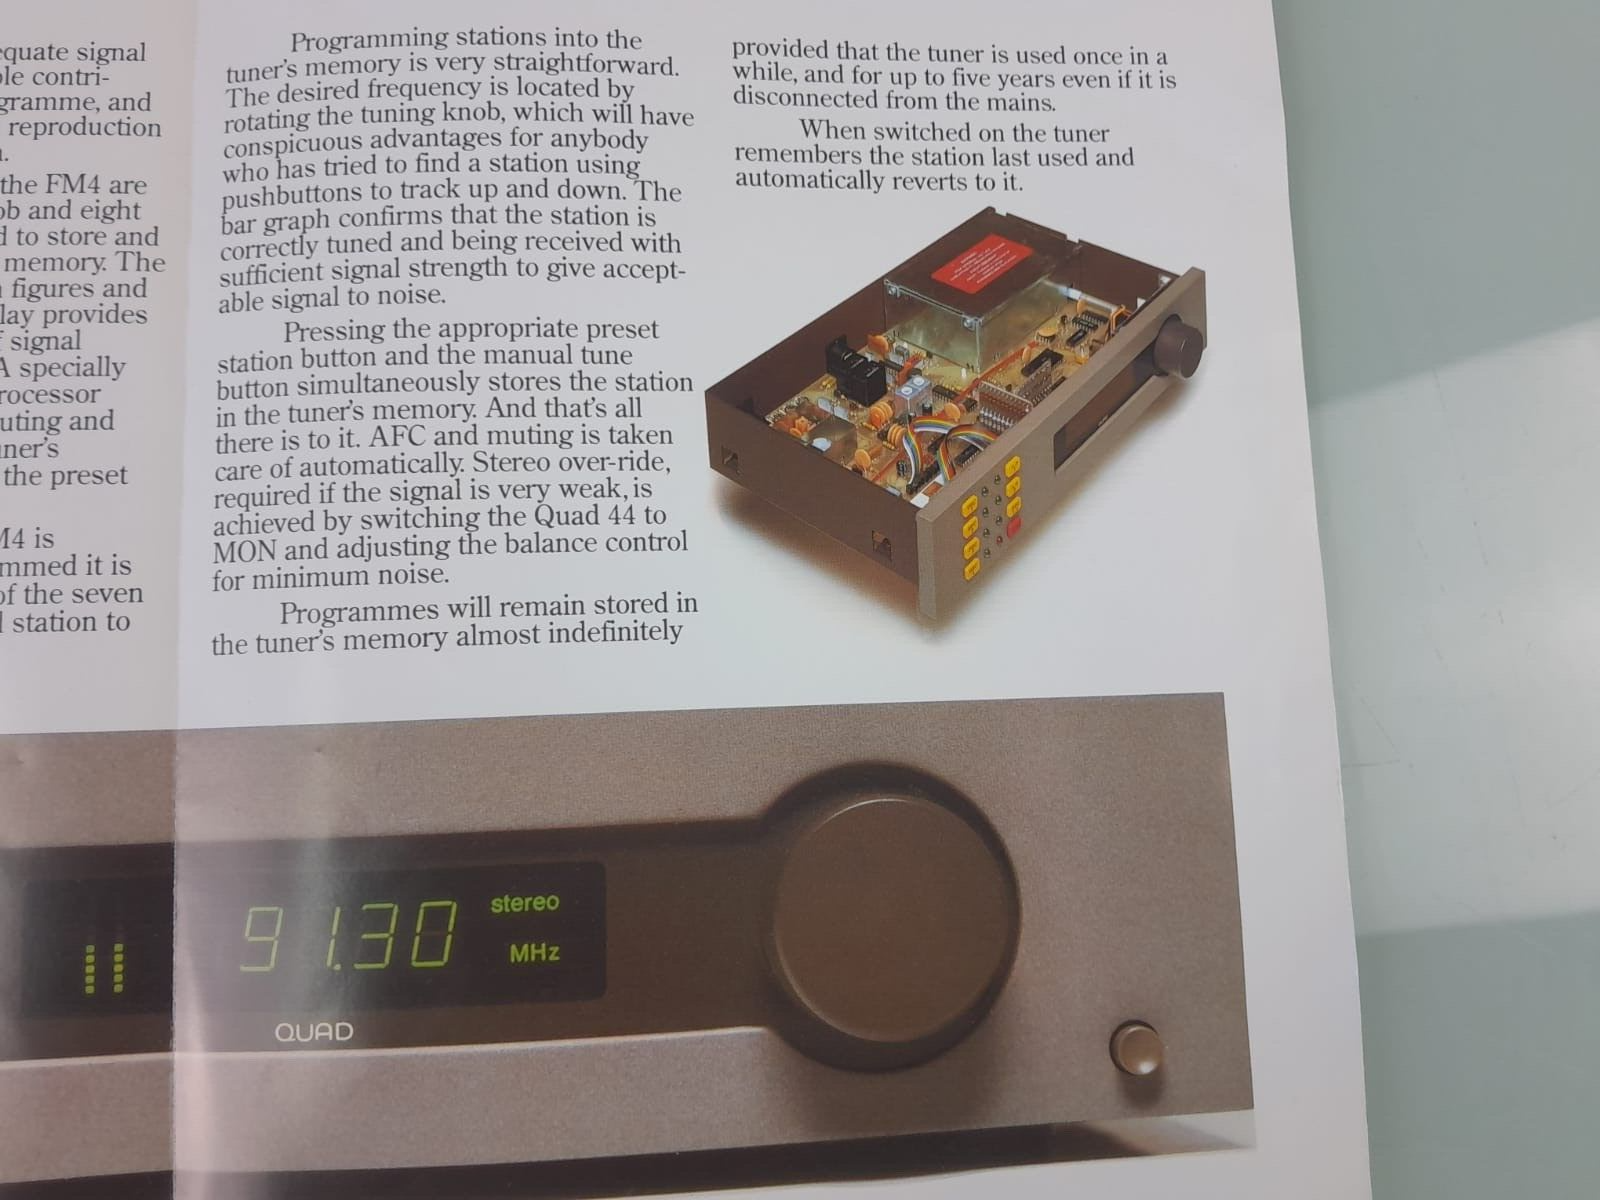 equate signal
contri-
gramme, and
reproduction
the FM4 are
and eight
to store and
memory. The
figures and
lay provides
signal
A specially
rocessor
uting and
ner's
the preset
M4 is
mmed it is
of the seven
station to
Programming stations into the
tuner's memory is very straightforward.
The desired frequency is located by
rotating the tuning knob, which will have
conspicuous advantages for anybody
who has tried to find a station using
pushbuttons to track up and down. The
bar graph confirms that the station is
correctly tuned and being received with
sufficient signal strength to give accept-
able signal to noise.
Pressing the appropriate preset
station button and the manual tune
button simultaneously stores the station
in the tuner's memory. And that's all
there is to it. AFC and muting is taken
care of automatically. Stereo over-ride,
required if the signal is very weak, is
achieved by switching the Quad 44 to
MON and adjusting the balance control
for minimum noise.
Programmes will remain stored in
the tuner's memory almost indefinitely
provided that the tuner is used once in a
while, and for up to five years even if it is
disconnected from the mains.
When switched on the tuner
remembers the station last used and
automatically reverts to it.
91.30 stereo
MHz
QUAD